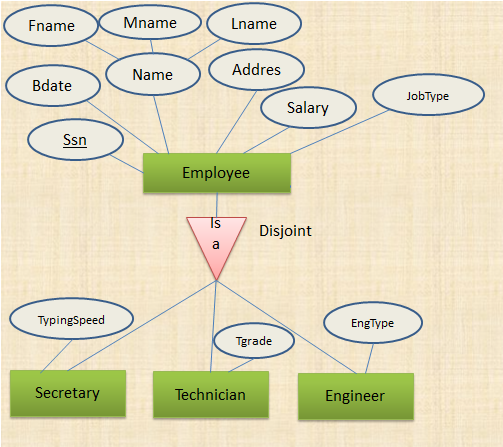 Fname
Mname
Lname
Bdate
Name
Addres
Salary
JobType
Ssn
Employee
Is
a
Disjoint
TypingSpeed
Tgrade
EngType
Secretary
Technician
Engineer